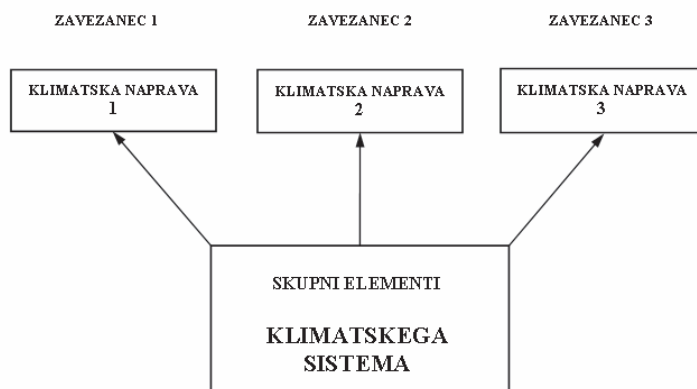 ZAVEZANEC 1 ZAVEZANEC 2 ZAVEZANEC 3
KLIMATSKA NAPRAVA
1
KLIMATSKA NAPRAVA
2
KLIMATSKA NAPRAVA
3
SKUPNI ELEMENTI
KLIMATSKEGA
SISTEMA